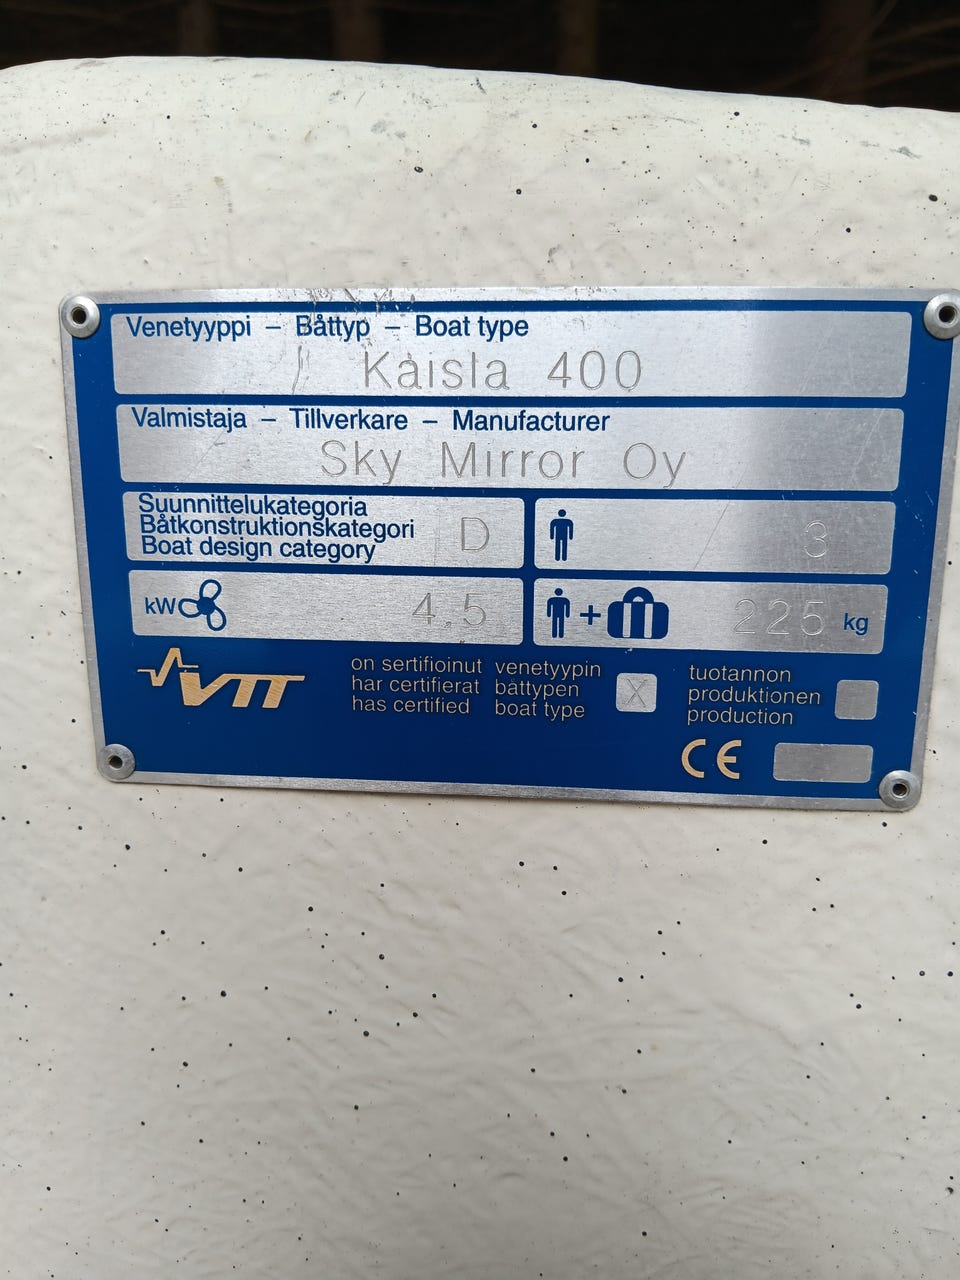 Venetyyppi – Båttyp – Boat type
Kaisla 400
Valmistaja – Tillverkare – Manufacturer
Sky Mirror Oy
Suunnittelukategoria
Båtkonstruktionskategori
Boat design category
D
3
kW
4.5
+
225 kg
VTT
on sertifioinut
har certifierat
has certified
venetyypin
båttypen
boat type
X
tuotannon
produktionen
production
CE